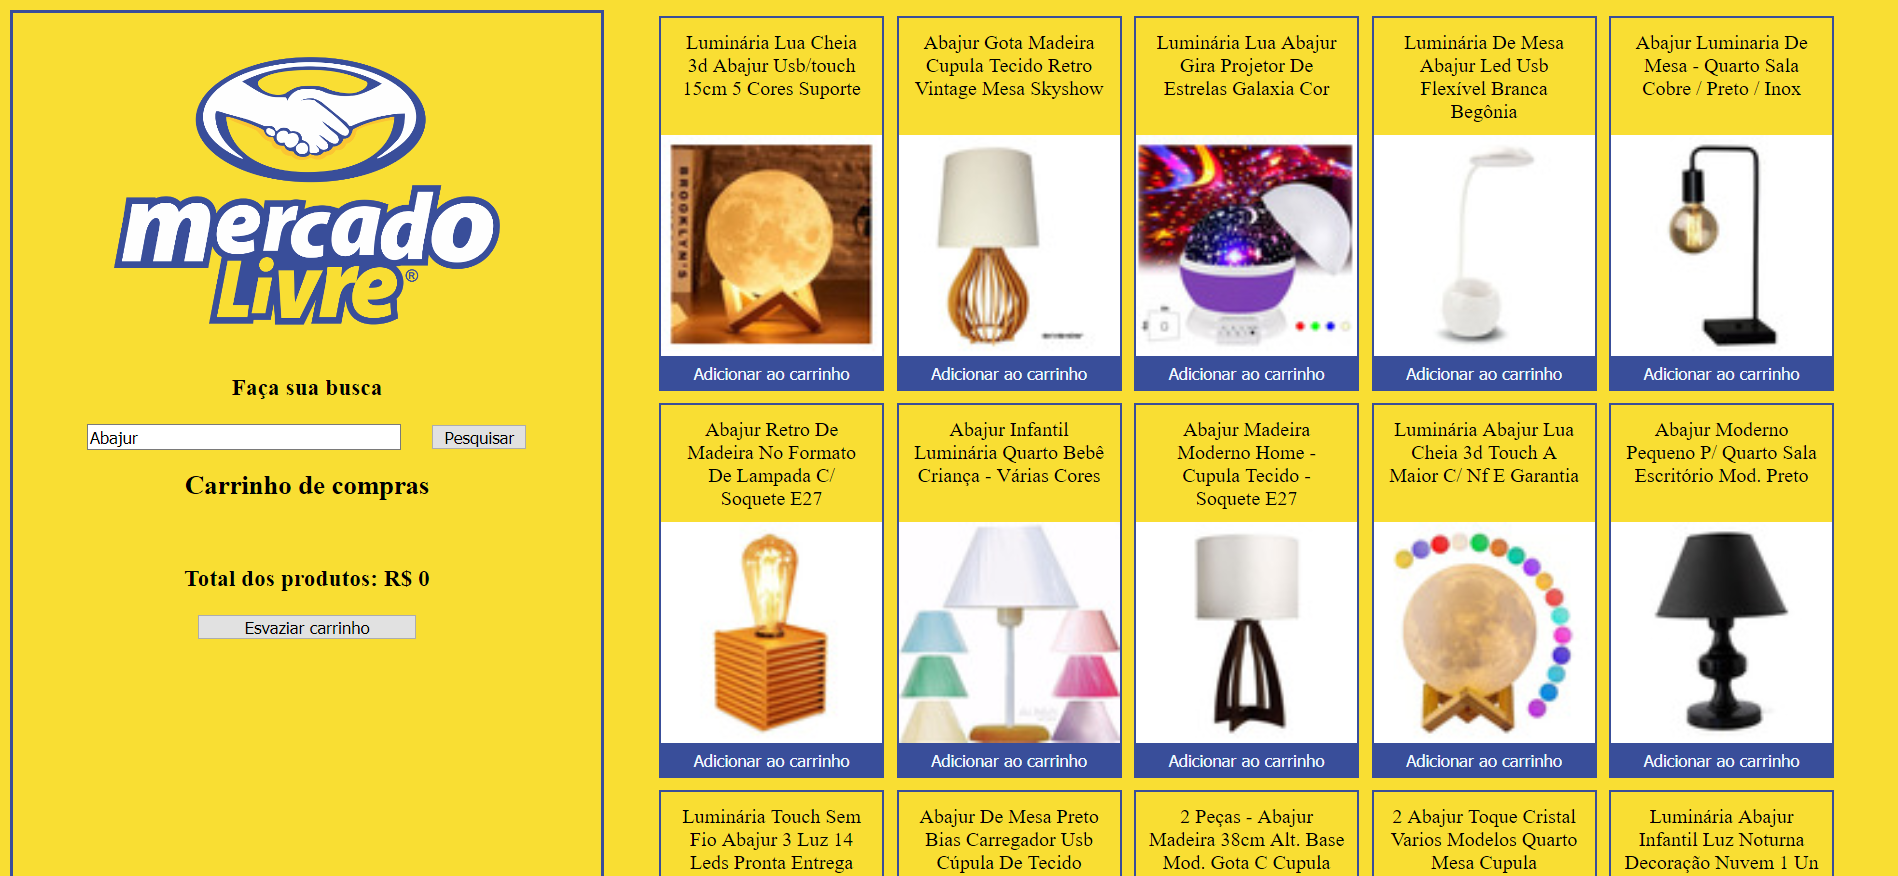 mercado
Livre®
Faça sua busca
Abajur
Pesquisar
Carrinho de compras
Total dos produtos: R$ 0
Esvaziar carrinho
Luminária Lua Cheia
3d Abajur Usb/touch
15cm 5 Cores Suporte
BROOKLYN'S
Adicionar ao carrinho
Abajur Gota Madeira
Cupula Tecido Retro
Vintage Mesa Skyshow
Adicionar ao carrinho
Luminária Lua Abajur
Gira Projetor De
Estrelas Galaxia Cor
Adicionar ao carrinho
Luminária De Mesa
Abajur Led Usb
Flexível Branca
Begônia
Adicionar ao carrinho
Abajur Luminaria De
Mesa - Quarto Sala
Cobre / Preto / Inox
Adicionar ao carrinho
Abajur Retro De
Madeira No Formato
De Lampada C/
Soquete E27
Adicionar ao carrinho
Abajur Infantil
Luminária Quarto Bebê
Criança - Várias Cores
Adicionar ao carrinho
Abajur Madeira
Moderno Home -
Cupula Tecido -
Soquete E27
Adicionar ao carrinho
Luminária Abajur Lua
Cheia 3d Touch A
Maior C/ Nf E Garantia
Adicionar ao carrinho
Abajur Moderno
Pequeno P/ Quarto Sala
Escritório Mod. Preto
Adicionar ao carrinho
Luminária Touch Sem
Fio Abajur 3 Luz 14
Leds Pronta Entrega
Abajur De Mesa Preto
Bias Carregador Usb
Cúpula De Tecido
2 Peças - Abajur
Madeira 38cm Alt. Base
Mod. Gota C Cupula
2 Abajur Toque Cristal
Varios Modelos Quarto
Mesa Cupula
Luminária Abajur
Infantil Luz Noturna
Decoração Nuvem 1 Un